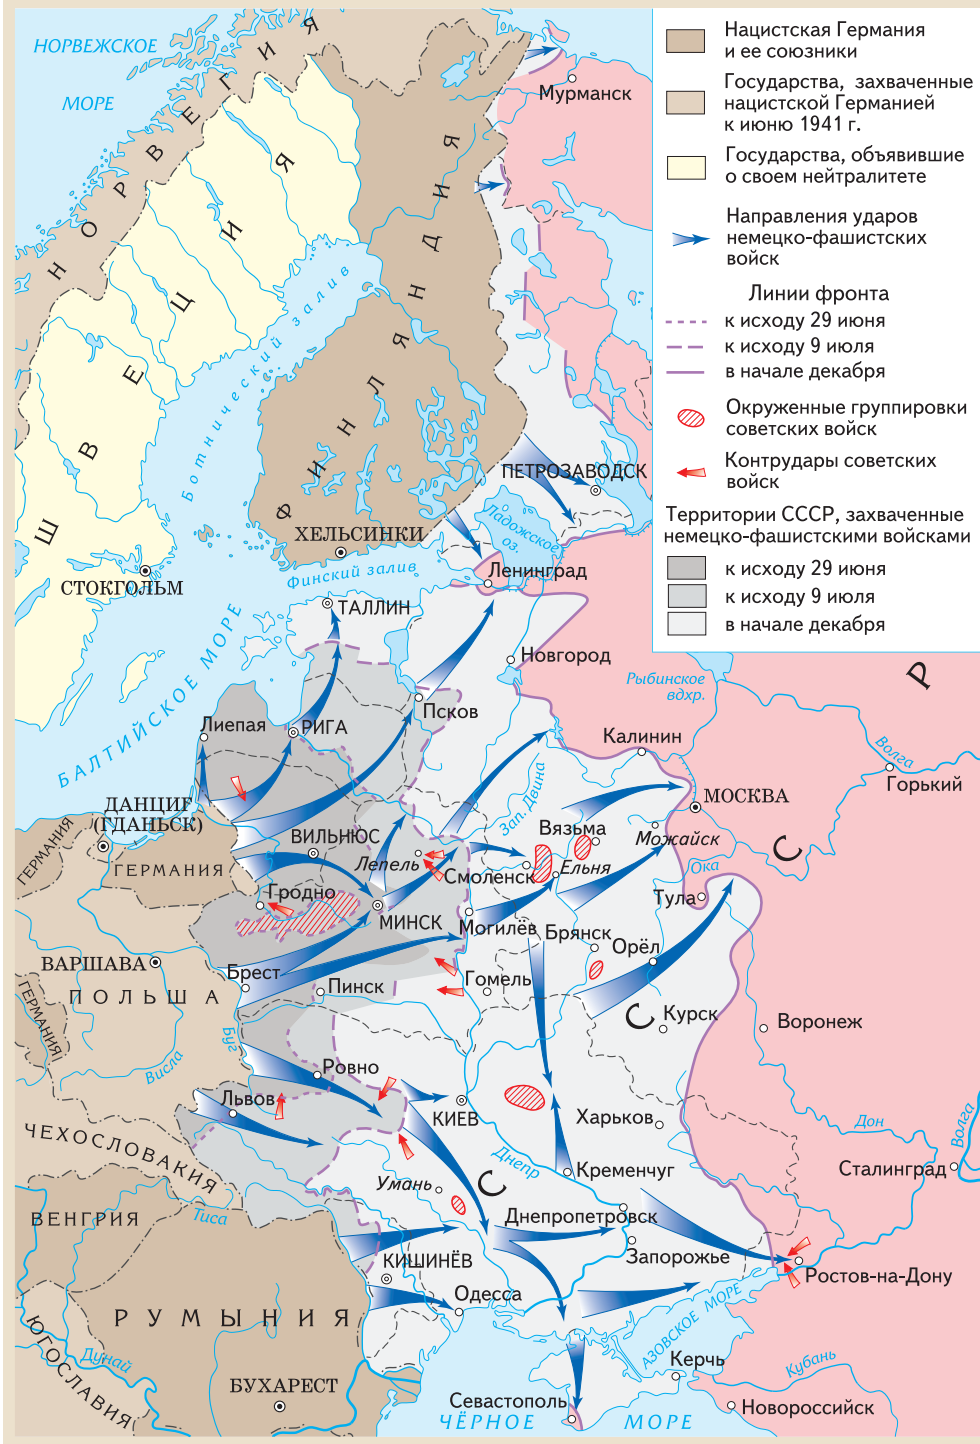 Нацистская Германия
и ее союзники
Государства, захваченные
нацистской Германией
к июню 1941 г.
Государства, объявившие
о своем нейтралитете
Направления ударов
немецко-фашистских
войск
Линии фронта
к исходу 29 июня
к исходу 9 июля
в начале декабря
Окруженные группировки
советских войск
Контрудары советских
войск
Территории СССР, захваченные
немецко-фашистскими войсками
к исходу 29 июня
к исходу 9 июля
в начале декабря
НОРВЕЖСКОЕ
МОРЕ
НОРВЕГИЯ
ШВЕЦИЯ
ФИНЛЯНДИЯ
Мурманск
Ботнический залив
ПЕТРОЗАВОДСК
Ладожское
оз.
ХЕЛЬСИНКИ
Финский залив
Ленинград
СТОКГОЛЬМ
ТАЛЛИН
БАЛТИЙСКОЕ МОРЕ
Новгород
Рыбинское
вдхр.
Р
Псков
Лиепая
РИГА
Калинин
Волга
Горький
Зап. Двина
МОСКВА
ДАНЦИГ
(ГДАНЬСК)
ГЕРМАНИЯ
ГЕРМАНИЯ
ВИЛЬНЮС
Лепель
Вязьма
Можайск
С
Смоленск
Ельня
Ока
Гродно
МИНСК
Могилёв
Тула
Брянск
Орёл
ВАРШАВА
ПОЛЬША
Брест
Пинск
Гомель
С
Курск
Воронеж
ГЕРМАНИЯ
Висла
Буг
Ровно
Львов
КИЕВ
Харьков
Дон
Волга
ЧЕХОСЛОВАКИЯ
Днепр
Кременчуг
Сталинград
Умань
С
ВЕНГРИЯ
Тиса
Днепропетровск
Запорожье
КИШИНЁВ
Ростов-на-Дону
Одесса
РУМЫНИЯ
АЗОВСКОЕ МОРЕ
ЮГОСЛАВИЯ
Дунай
БУХАРЕСТ
Керчь
Кубань
Севастополь
Новороссийск
ЧЁРНОЕ МОРЕ